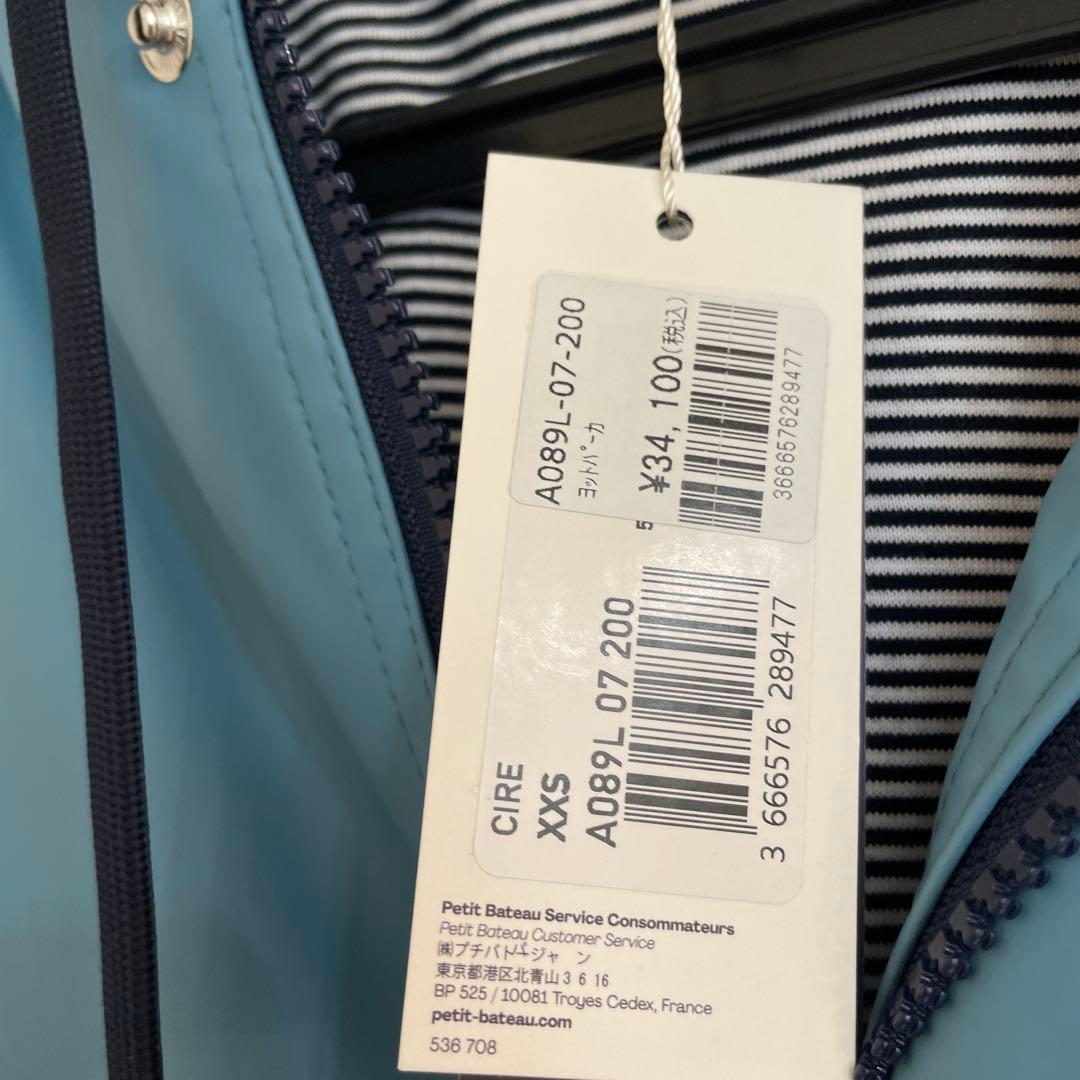 A089L-07-200
ヨットパーカ
¥34,100(税込)
3666576289477
5
CIRE
XXS
A089L 07 200
3 666576 289477
Petit Bateau Service Consommateurs
Petit Bateau Customer Service
㈱プチバトー ジャ ン
東京都港区北青山3 6 16
BP 525 / 10081 Troyes Cedex, France
petit-bateau.com
536 708